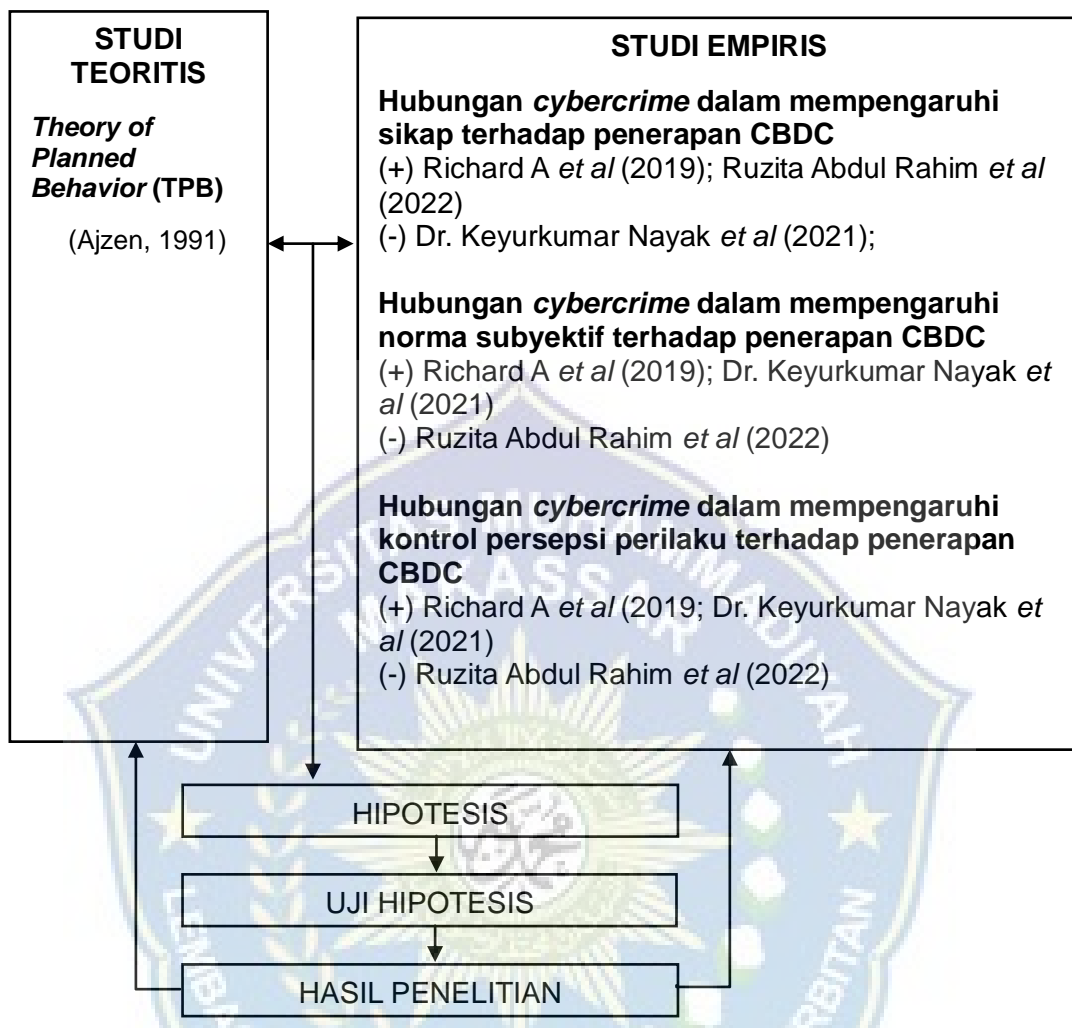 STUDI
TEORITIS
Theory of
Planned
Behavior (TPB)
(Ajzen, 1991)
STUDI EMPIRIS
Hubungan cybercrime dalam mempengaruhi
sikap terhadap penerapan CBDC
(+) Richard A et al (2019); Ruzita Abdul Rahim et al
(2022)
(-) Dr. Keyurkumar Nayak et al (2021);
Hubungan cybercrime dalam mempengaruhi
norma subyektif terhadap penerapan CBDC
(+) Richard A et al (2019); Dr. Keyurkumar Nayak et
al (2021)
(-) Ruzita Abdul Rahim et al (2022)
Hubungan cybercrime dalam mempengaruhi
kontrol persepsi perilaku terhadap penerapan
CBDC
(+) Richard A et al (2019; Dr. Keyurkumar Nayak et
al (2021)
(-) Ruzita Abdul Rahim et al (2022)
HIPOTESIS
UJI HIPOTESIS
HASIL PENELITIAN
UNIVERSITAS MUHAMMADIYAH
MAKASSAR